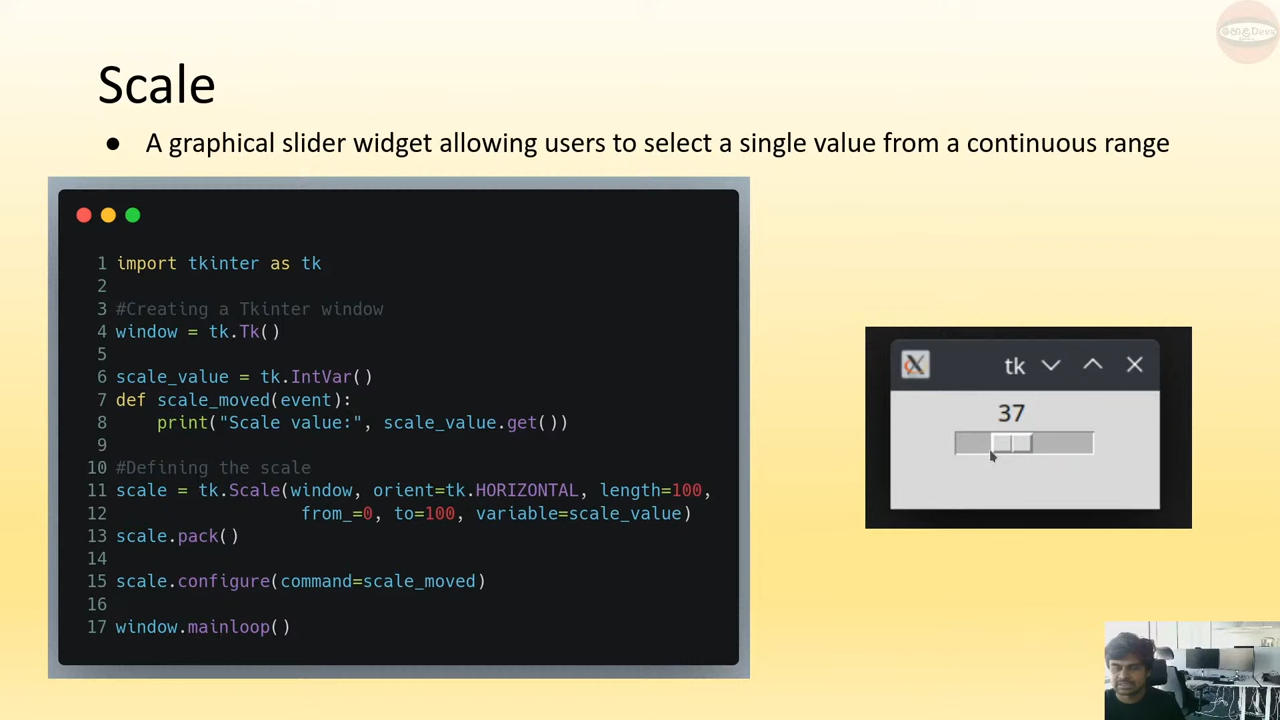 Scale
● A graphical slider widget allowing users to select a single value from a continuous range
1 import tkinter as tk
2
3 #Creating a Tkinter window
4 window = tk.Tk()
5
6 scale_value = tk.IntVar()
7 def scale_moved(event):
8     print("Scale value:", scale_value.get())
9
10 #Defining the scale
11 scale = tk.Scale(window, orient=tk.HORIZONTAL, length=100,
12                   from_=0, to=100, variable=scale_value)
13 scale.pack()
14
15 scale.configure(command=scale_moved)
16
17 window.mainloop()
tk
37